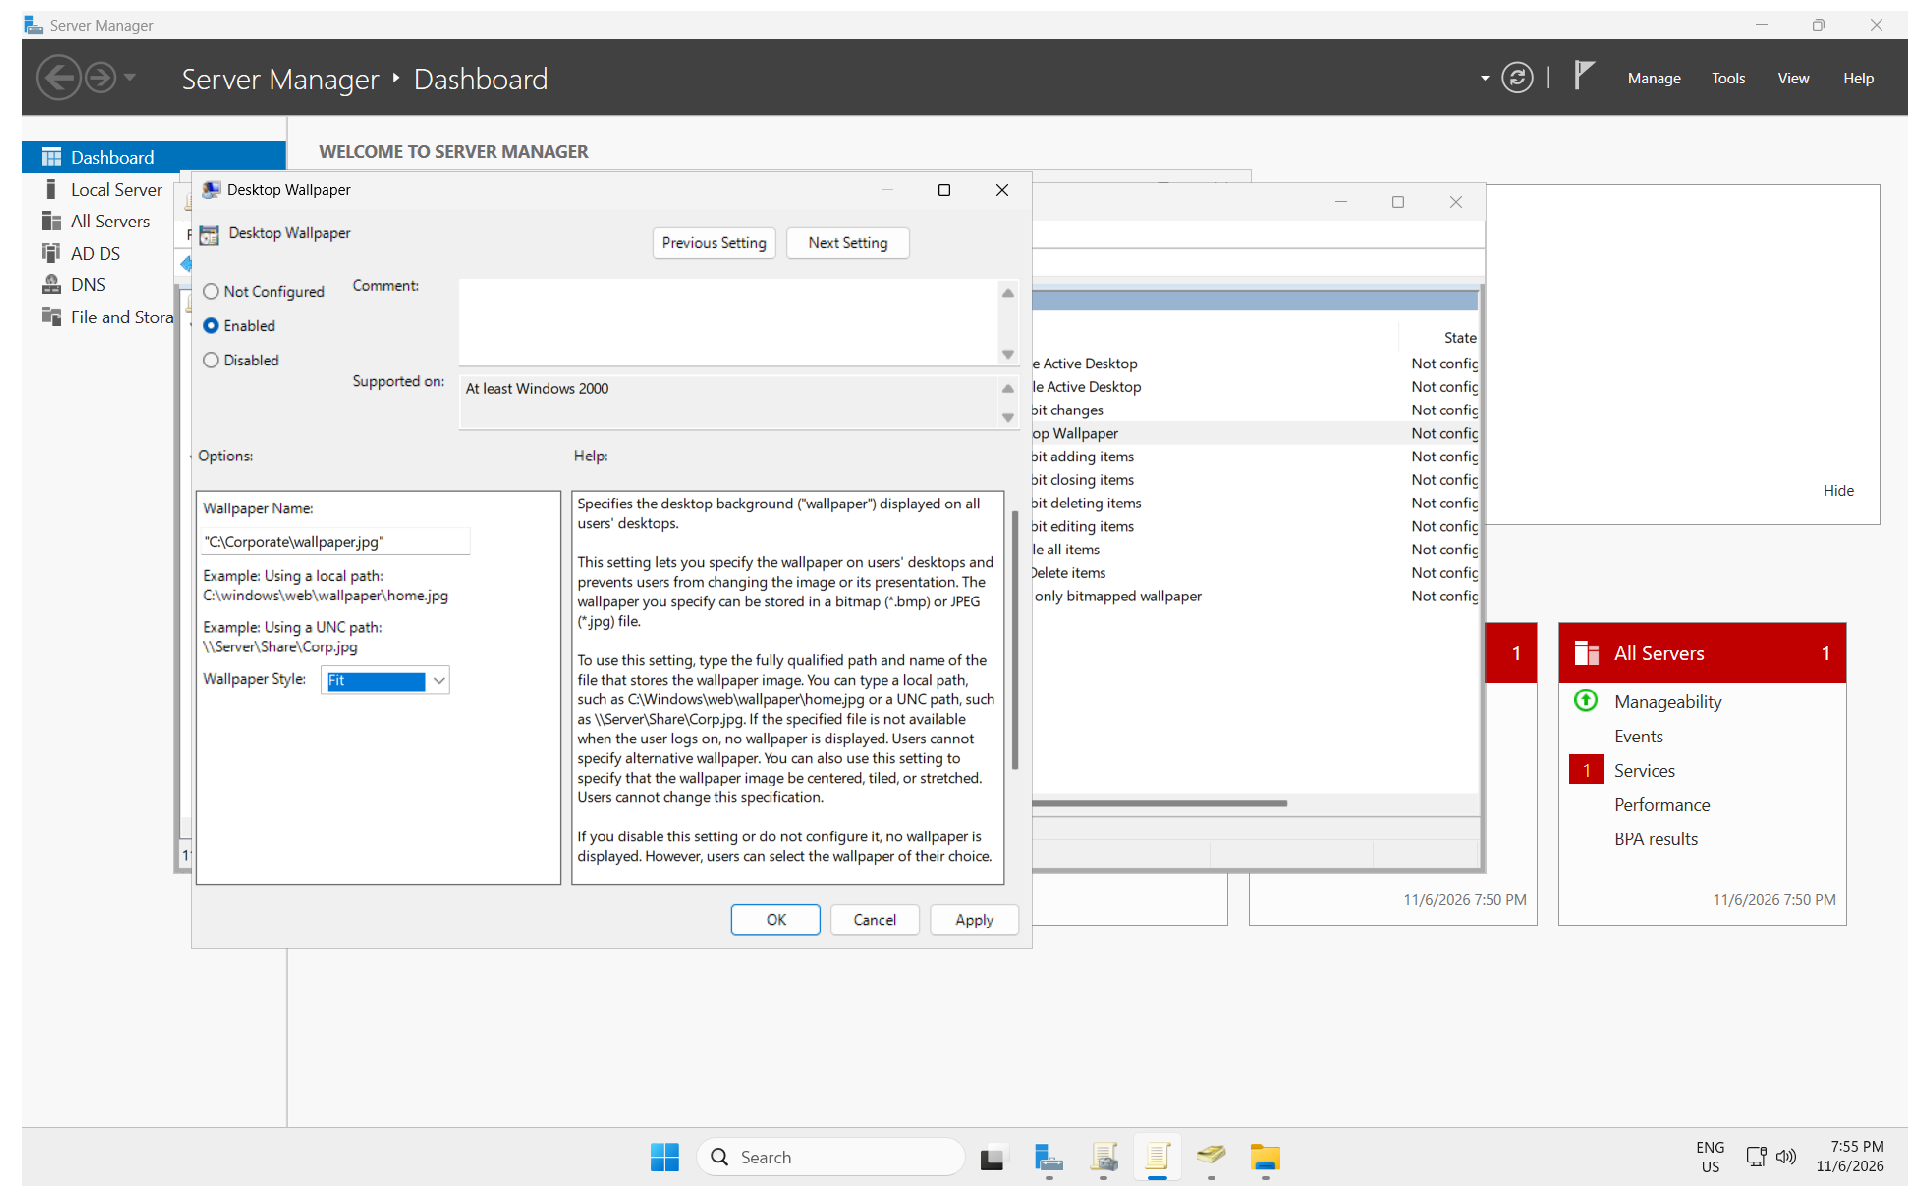 Server Manager
Server Manager ‣ Dashboard
Manage
Tools
View
Help
Dashboard
Local Server
All Servers
AD DS
DNS
File and Stora
WELCOME TO SERVER MANAGER
Desktop Wallpaper
Desktop Wallpaper
Previous Setting
Next Setting
Not Configured
Enabled
Disabled
Comment:
Supported on:
At least Windows 2000
Options:
Help:
Wallpaper Name:
"C:\Corporate\wallpaper.jpg"
Example: Using a local path:
C:\windows\web\wallpaper\home.jpg
Example: Using a UNC path:
\\Server\Share\Corp.jpg
Wallpaper Style:
Fit
Specifies the desktop background ("wallpaper") displayed on all
users' desktops.
This setting lets you specify the wallpaper on users' desktops and
prevents users from changing the image or its presentation. The
wallpaper you specify can be stored in a bitmap (*.bmp) or JPEG
(*.jpg) file.
To use this setting, type the fully qualified path and name of the
file that stores the wallpaper image. You can type a local path,
such as C:\Windows\web\wallpaper\home.jpg or a UNC path, such
as \\Server\Share\Corp.jpg. If the specified file is not available
when the user logs on, no wallpaper is displayed. Users cannot
specify alternative wallpaper. You can also use this setting to
specify that the wallpaper image be centered, tiled, or stretched.
Users cannot change this specification.
If you disable this setting or do not configure it, no wallpaper is
displayed. However, users can select the wallpaper of their choice.
OK
Cancel
Apply
State
e Active Desktop Not config
le Active Desktop Not config
bit changes Not config
op Wallpaper Not config
bit adding items Not config
bit closing items Not config
bit deleting items Not config
bit editing items Not config
le all items Not config
Delete items Not config
only bitmapped wallpaper Not config
Hide
1
11/6/2026 7:50 PM
All Servers 1
Manageability
Events
1 Services
Performance
BPA results
11/6/2026 7:50 PM
Search
ENG
US
7:55 PM
11/6/2026